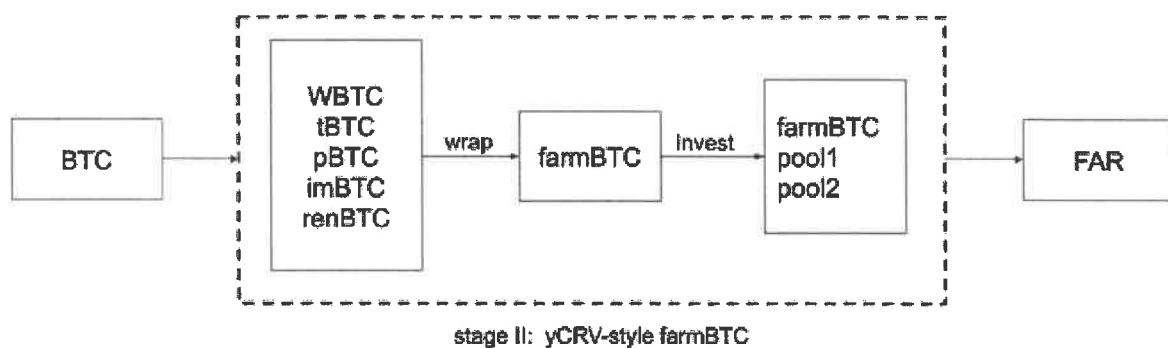 BTC
WBTC
tBTC
pBTC
imBTC
renBTC
wrap
farmBTC
Invest
farmBTC
pool1
pool2
FAR
stage II: yCRV-style farmBTC